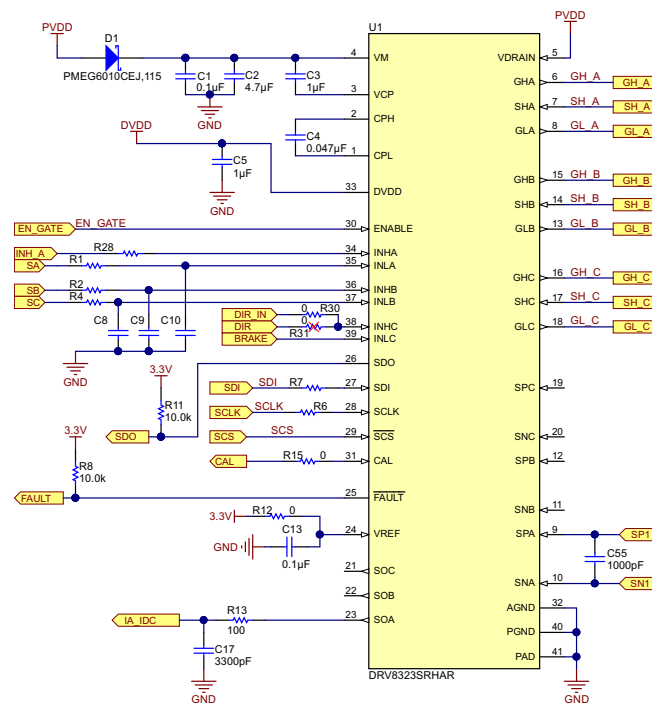 PVDD
D1
PMEG6010CEJ,115
C1
0.1µF
C2
4.7µF
C3
1µF
GND
DVDD
C4
0.047µF
C5
1µF
GND
U1
PVDD
4 VM
3 VCP
2 CPH
1 CPL
33 DVDD
EN_GATE EN_GATE 30 ENABLE
INH_A R28 34 INHA
SA R1 35 INLA
SB R2 36 INHB
SC R4 37 INLB
C8 C9 C10
GND
DIR_IN 0 R30
DIR 0 38 INHC
BRAKE R31 39 INLC
26 SDO
3.3V
R11
10.0k
SDO
SDI SDI R7 27 SDI
SCLK SCLK R6 28 SCLK
SCS SCS 29 SCS
CAL R15 0 31 CAL
3.3V
R8
10.0k
FAULT 25 FAULT
3.3V R12 0
24 VREF
GND C13
0.1µF
21 SOC
22 SOB
IA_IDC R13 23 SOA
100
C17
3300pF
GND
VDRAIN 5
GHA 6 GH_A GH_A
SHA 7 SH_A SH_A
GLA 8 GL_A GL_A
GHB 15 GH_B GH_B
SHB 14 SH_B SH_B
GLB 13 GL_B GL_B
GHC 16 GH_C GH_C
SHC 17 SH_C SH_C
GLC 18 GL_C GL_C
SPC 19
SNC 20
SPB 12
SNB 11
SPA 9 SP1
C55
1000pF
SNA 10 SN1
AGND 32
PGND 40
PAD 41
GND
DRV8323SRHAR